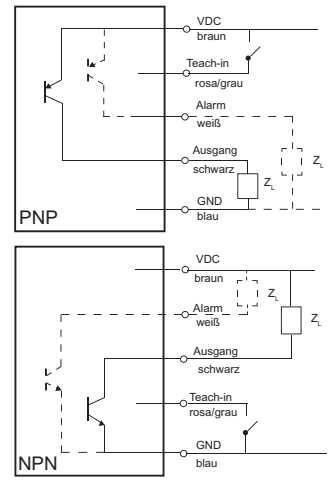 VDC
braun
Teach-in
rosa/grau
Alarm
weiß
Z_L
Ausgang
schwarz
Z_L
GND
blau
PNP
VDC
braun
Z_L
Alarm
weiß
Z_L
Ausgang
schwarz
Teach-in
rosa/grau
GND
blau
NPN